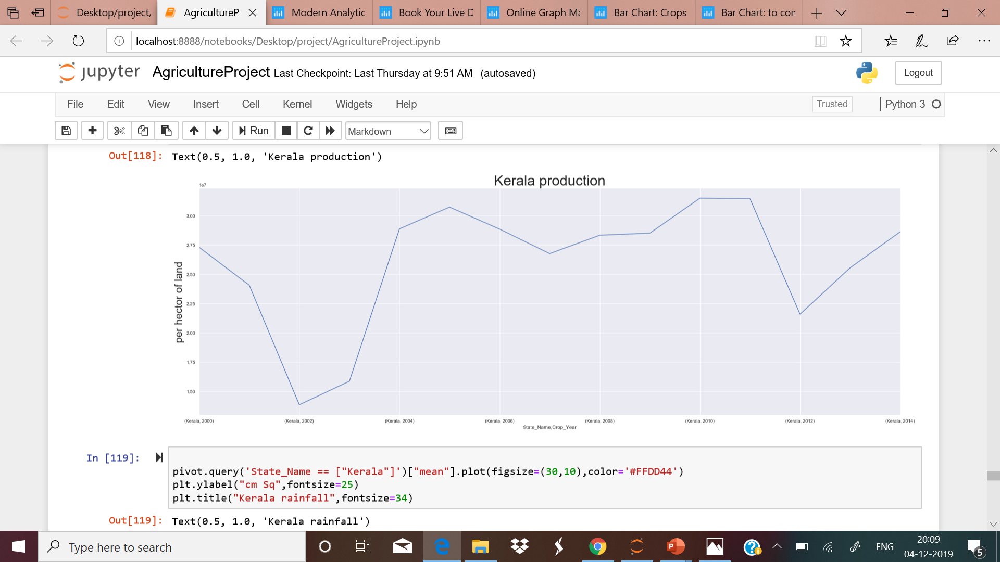 Desktop/project/
AgricultureP
Modern Analytic
Book Your Live D
Online Graph Ma
Bar Chart: Crops
Bar Chart: to con
localhost:8888/notebooks/Desktop/project/AgricultureProject.ipynb
jupyter AgricultureProject Last Checkpoint: Last Thursday at 9:51 AM (autosaved)
Logout
File Edit View Insert Cell Kernel Widgets Help
Trusted
Python 3
Run
Markdown
Out[118]: Text(0.5, 1.0, 'Kerala production')
Kerala production
1e7
3.00
2.75
2.50
2.25
2.00
1.75
1.50
per hector of land
(Kerala, 2000) (Kerala, 2002) (Kerala, 2004) (Kerala, 2006) (Kerala, 2008) (Kerala, 2010) (Kerala, 2012) (Kerala, 2014)
State_Name,Crop_Year
In [119]:
pivot.query('State_Name == ["Kerala"]')["mean"].plot(figsize=(30,10),color='#FFDD44')
plt.ylabel("cm Sq",fontsize=25)
plt.title("Kerala rainfall",fontsize=34)
Out[119]: Text(0.5, 1.0, 'Kerala rainfall')
Type here to search
P
ENG
20:09
04-12-2019
5